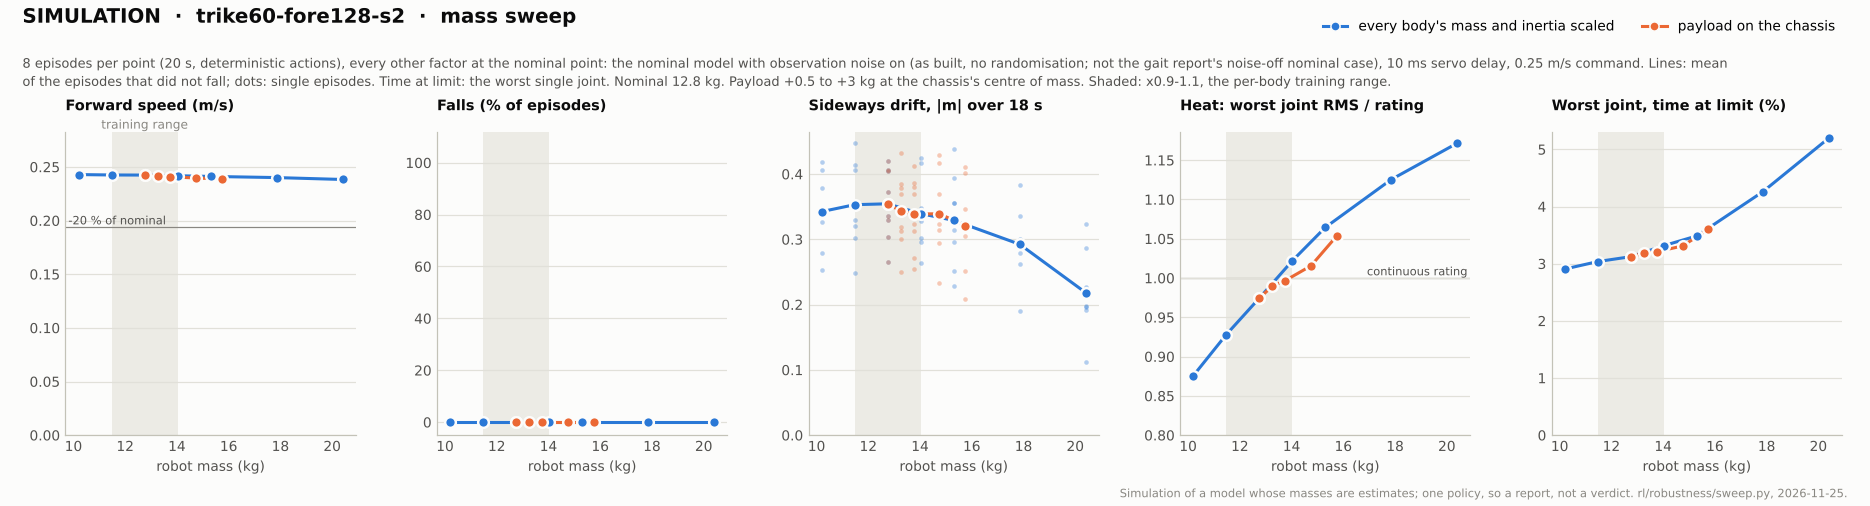 SIMULATION · trike60-fore128-s2 · mass sweep
every body's mass and inertia scaled
payload on the chassis
8 episodes per point (20 s, deterministic actions), every other factor at the nominal point: the nominal model with observation noise on (as built, no randomisation; not the gait report's noise-off nominal case), 10 ms servo delay, 0.25 m/s command. Lines: mean
of the episodes that did not fall; dots: single episodes. Time at limit: the worst single joint. Nominal 12.8 kg. Payload +0.5 to +3 kg at the chassis's centre of mass. Shaded: x0.9-1.1, the per-body training range.
Forward speed (m/s)
training range
0.25
0.20
-20 % of nominal
0.15
0.10
0.05
0.00
10 12 14 16 18 20
robot mass (kg)
Falls (% of episodes)
100
80
60
40
20
0
10 12 14 16 18 20
robot mass (kg)
Sideways drift, |m| over 18 s
0.4
0.3
0.2
0.1
0.0
10 12 14 16 18 20
robot mass (kg)
Heat: worst joint RMS / rating
1.15
1.10
1.05
continuous rating
1.00
0.95
0.90
0.85
0.80
10 12 14 16 18 20
robot mass (kg)
Worst joint, time at limit (%)
5
4
3
2
1
0
10 12 14 16 18 20
robot mass (kg)
Simulation of a model whose masses are estimates; one policy, so a report, not a verdict. rl/robustness/sweep.py, 2026-11-25.